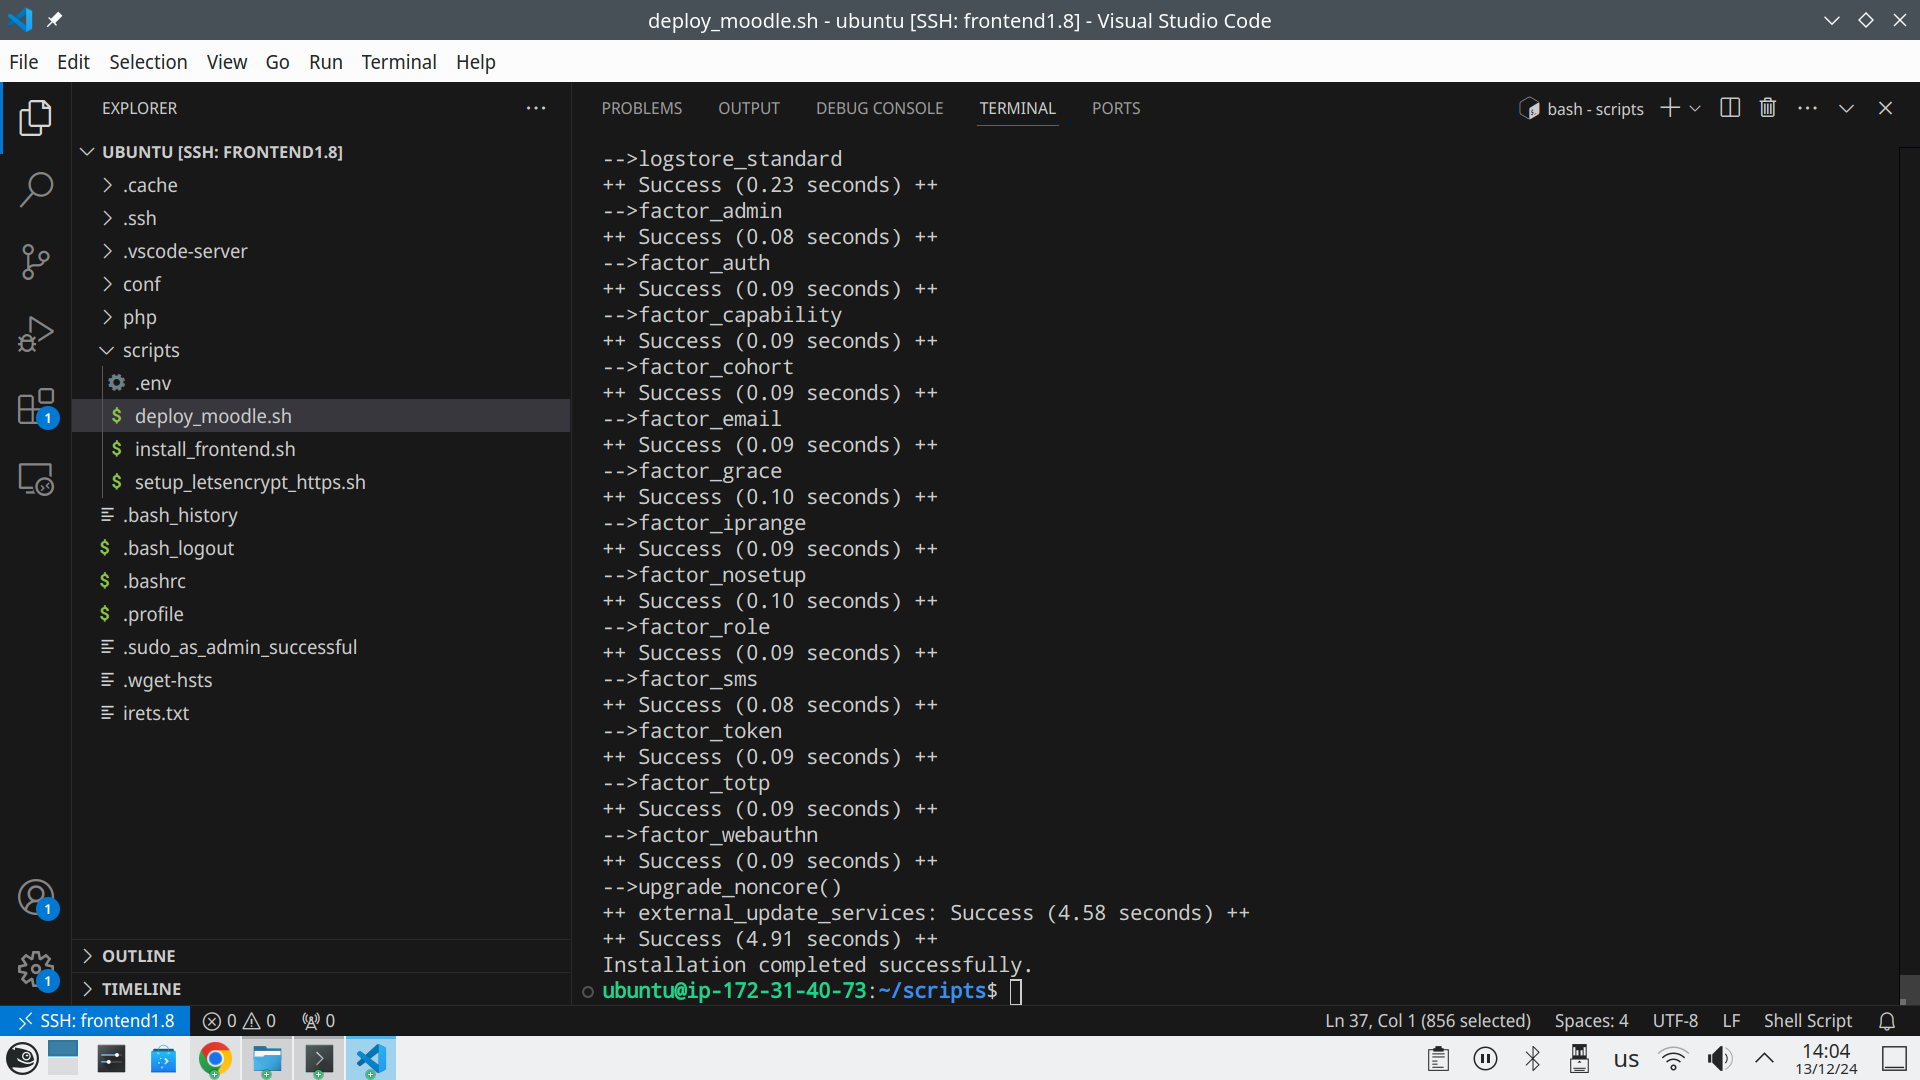 deploy_moodle.sh - ubuntu [SSH: frontend1.8] - Visual Studio Code
File Edit Selection View Go Run Terminal Help
EXPLORER
UBUNTU [SSH: FRONTEND1.8]
.cache
.ssh
.vscode-server
conf
php
scripts
.env
deploy_moodle.sh
install_frontend.sh
setup_letsencrypt_https.sh
.bash_history
.bash_logout
.bashrc
.profile
.sudo_as_admin_successful
.wget-hsts
irets.txt
OUTLINE
TIMELINE
1
1
1
PROBLEMS OUTPUT DEBUG CONSOLE TERMINAL PORTS
bash - scripts
-->logstore_standard
++ Success (0.23 seconds) ++
-->factor_admin
++ Success (0.08 seconds) ++
-->factor_auth
++ Success (0.09 seconds) ++
-->factor_capability
++ Success (0.09 seconds) ++
-->factor_cohort
++ Success (0.09 seconds) ++
-->factor_email
++ Success (0.09 seconds) ++
-->factor_grace
++ Success (0.10 seconds) ++
-->factor_iprange
++ Success (0.09 seconds) ++
-->factor_nosetup
++ Success (0.10 seconds) ++
-->factor_role
++ Success (0.09 seconds) ++
-->factor_sms
++ Success (0.08 seconds) ++
-->factor_token
++ Success (0.09 seconds) ++
-->factor_totp
++ Success (0.09 seconds) ++
-->factor_webauthn
++ Success (0.09 seconds) ++
-->upgrade_noncore()
++ external_update_services: Success (4.58 seconds) ++
++ Success (4.91 seconds) ++
Installation completed successfully.
ubuntu@ip-172-31-40-73:~/scripts$
SSH: frontend1.8 0 0 0 Ln 37, Col 1 (856 selected) Spaces: 4 UTF-8 LF Shell Script
us
14:04
13/12/24